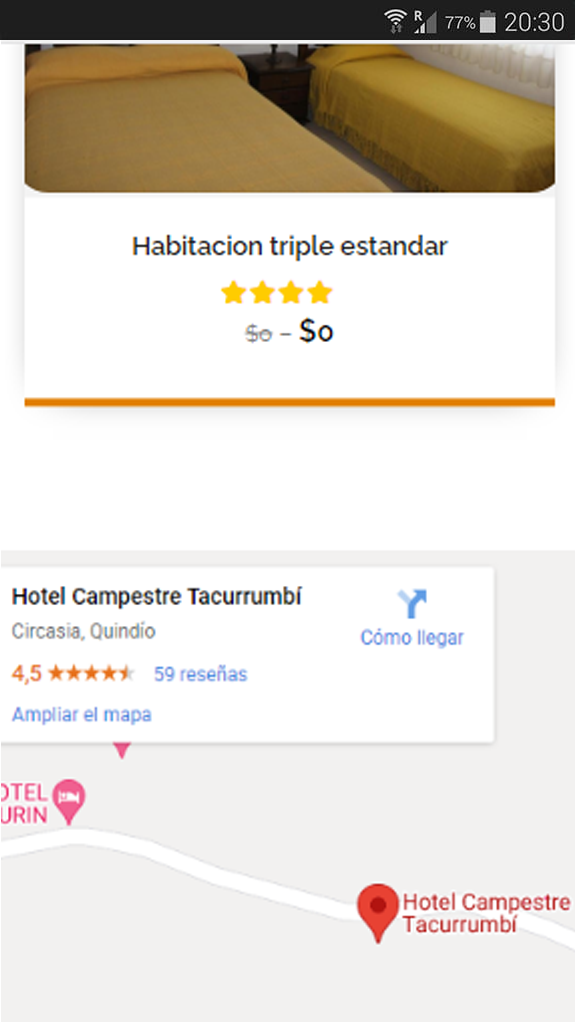 R 77% 20:30
Habitacion triple estandar
$0 – $0
Hotel Campestre Tacurrumbí
Circasia, Quindío
Cómo llegar
4,5 59 reseñas
Ampliar el mapa
OTEL
URIN
Hotel Campestre
Tacurrumbí